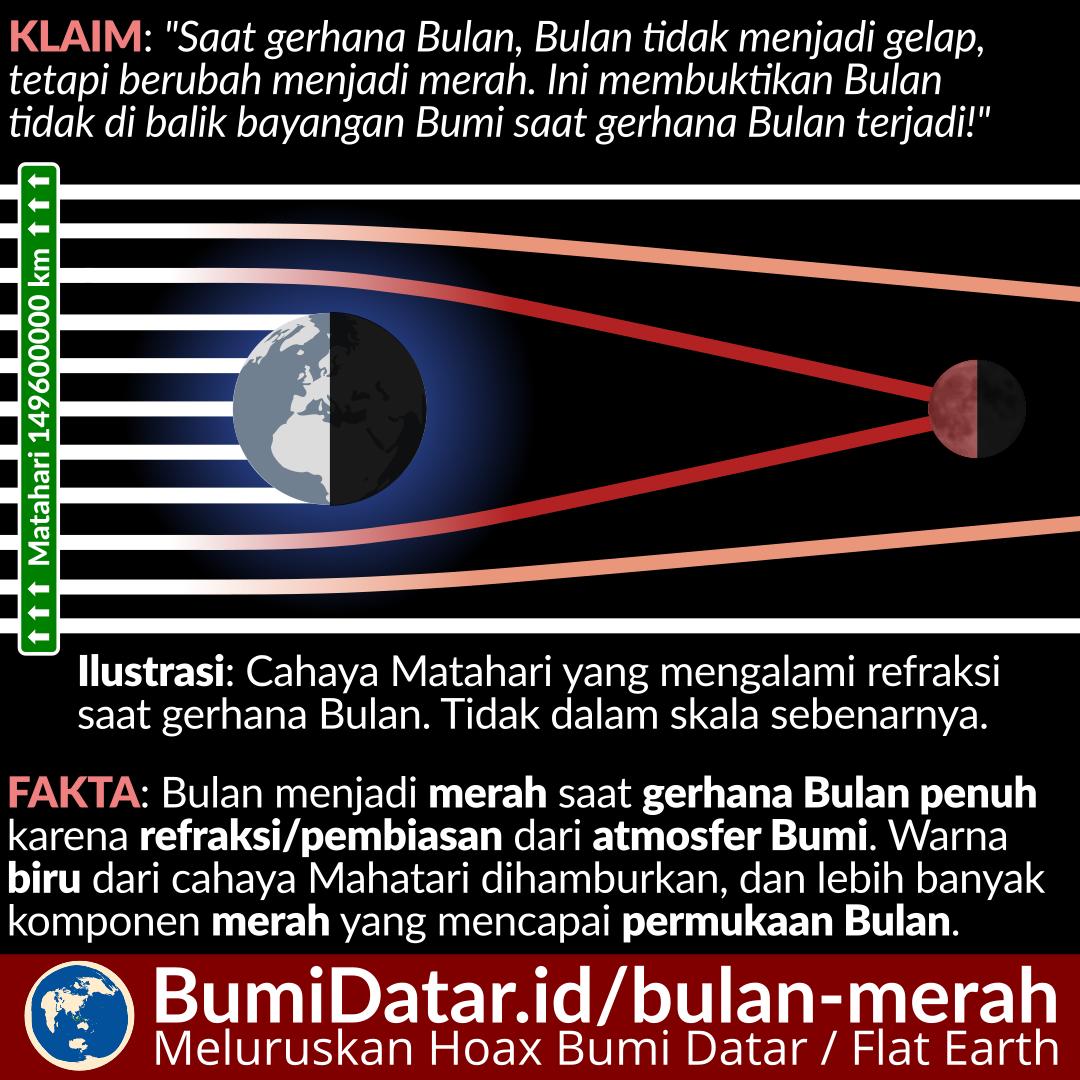 KLAIM: "Saat gerhana Bulan, Bulan tidak menjadi gelap,
tetapi berubah menjadi merah. Ini membuktikan Bulan
tidak di balik bayangan Bumi saat gerhana Bulan terjadi!"
Matahari 149600000 km
Ilustrasi: Cahaya Matahari yang mengalami refraksi
saat gerhana Bulan. Tidak dalam skala sebenarnya.
FAKTA: Bulan menjadi merah saat gerhana Bulan penuh
karena refraksi/pembiasan dari atmosfer Bumi. Warna
biru dari cahaya Mahatari dihamburkan, dan lebih banyak
komponen merah yang mencapai permukaan Bulan.
BumiDatar.id/bulan-merah
Meluruskan Hoax Bumi Datar / Flat Earth